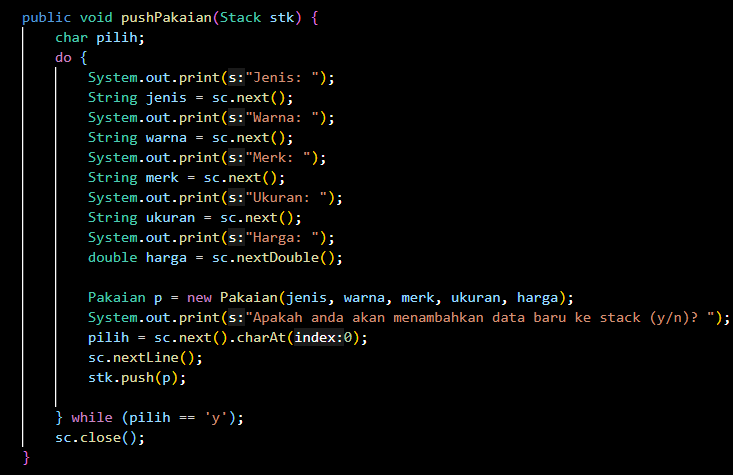 public void pushPakaian(Stack stk) {
    char pilih;
    do {
        System.out.print(s:"Jenis: ");
        String jenis = sc.next();
        System.out.print(s:"Warna: ");
        String warna = sc.next();
        System.out.print(s:"Merk: ");
        String merk = sc.next();
        System.out.print(s:"Ukuran: ");
        String ukuran = sc.next();
        System.out.print(s:"Harga: ");
        double harga = sc.nextDouble();

        Pakaian p = new Pakaian(jenis, warna, merk, ukuran, harga);
        System.out.print(s:"Apakah anda akan menambahkan data baru ke stack (y/n)? ");
        pilih = sc.next().charAt(index:0);
        sc.nextLine();
        stk.push(p);

    } while (pilih == 'y');
    sc.close();
}